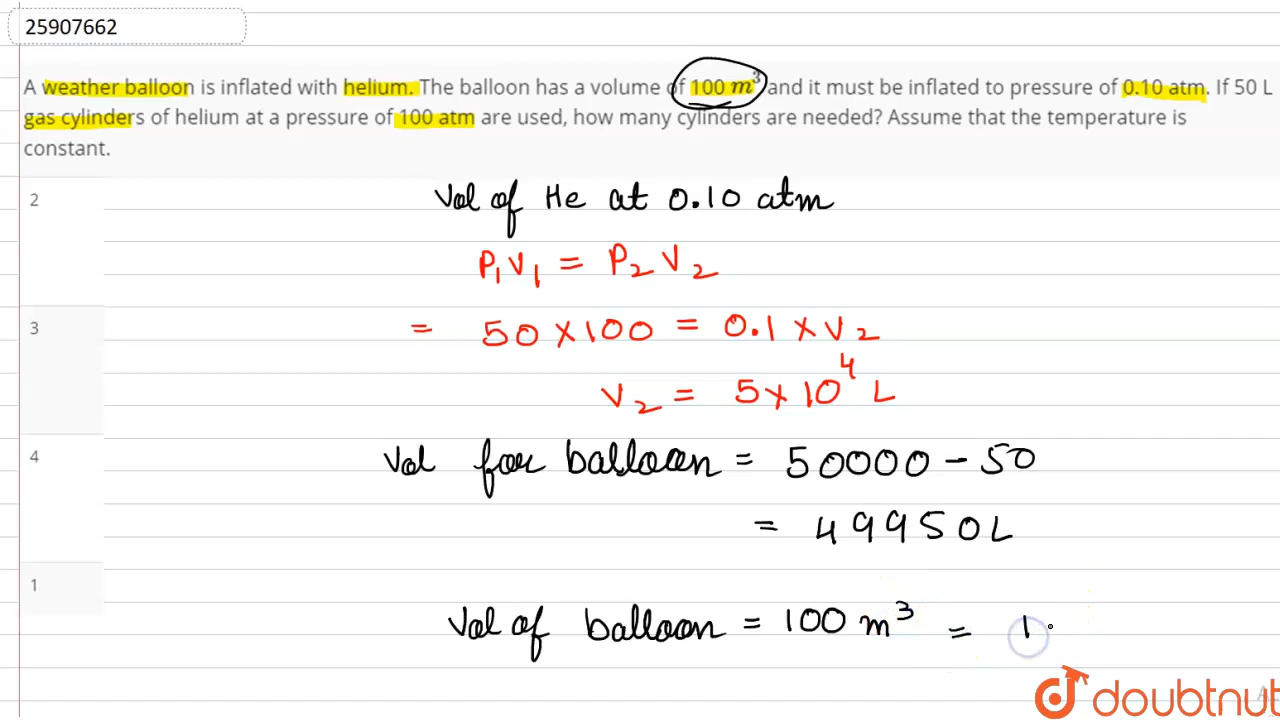 25907662
A weather balloon is inflated with helium. The balloon has a volume of 100 m³ and it must be inflated to pressure of 0.10 atm. If 50 L
gas cylinders of helium at a pressure of 100 atm are used, how many cylinders are needed? Assume that the temperature is
constant.
2
Vol of He at 0.10 atm
P₁V₁ = P₂V₂
3
= 50 × 100 = 0.1 × V₂
V₂ = 5 × 10⁴ L
4
Vol for balloon = 50000 - 50
= 49950L
1
Vol of balloon = 100 m³ = 1
doubtnut